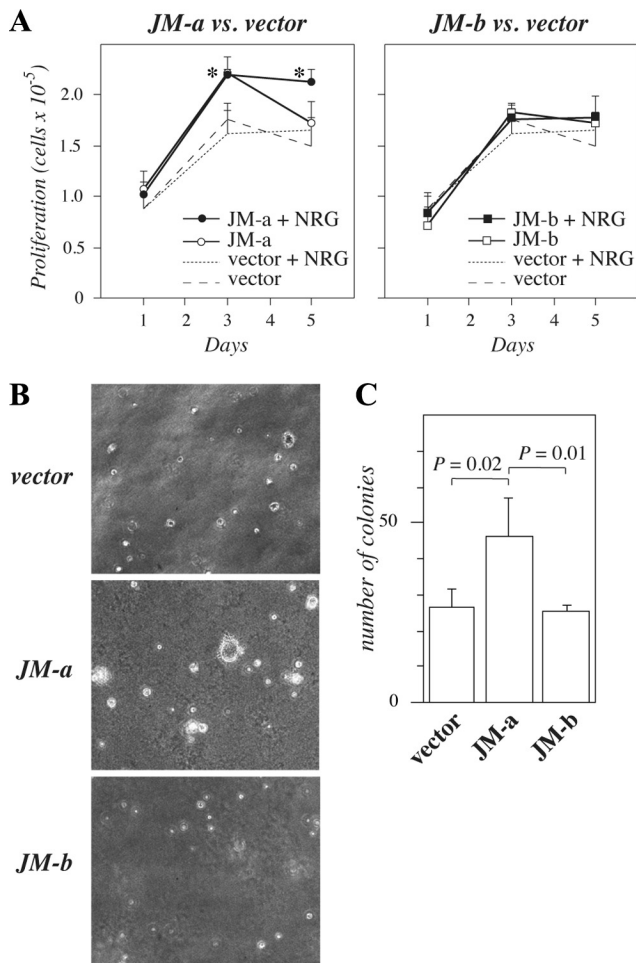 A
JM-a vs. vector
JM-b vs. vector
Proliferation (cells x 10-5)
2.0
1.5
1.0
0.5
0
*
*
JM-a + NRG
JM-a
vector + NRG
vector
1 2 3 4 5
Days
JM-b + NRG
JM-b
vector + NRG
vector
1 2 3 4 5
Days
B
vector
JM-a
JM-b
C
number of colonies
50
0
P = 0.02
P = 0.01
vector
JM-a
JM-b